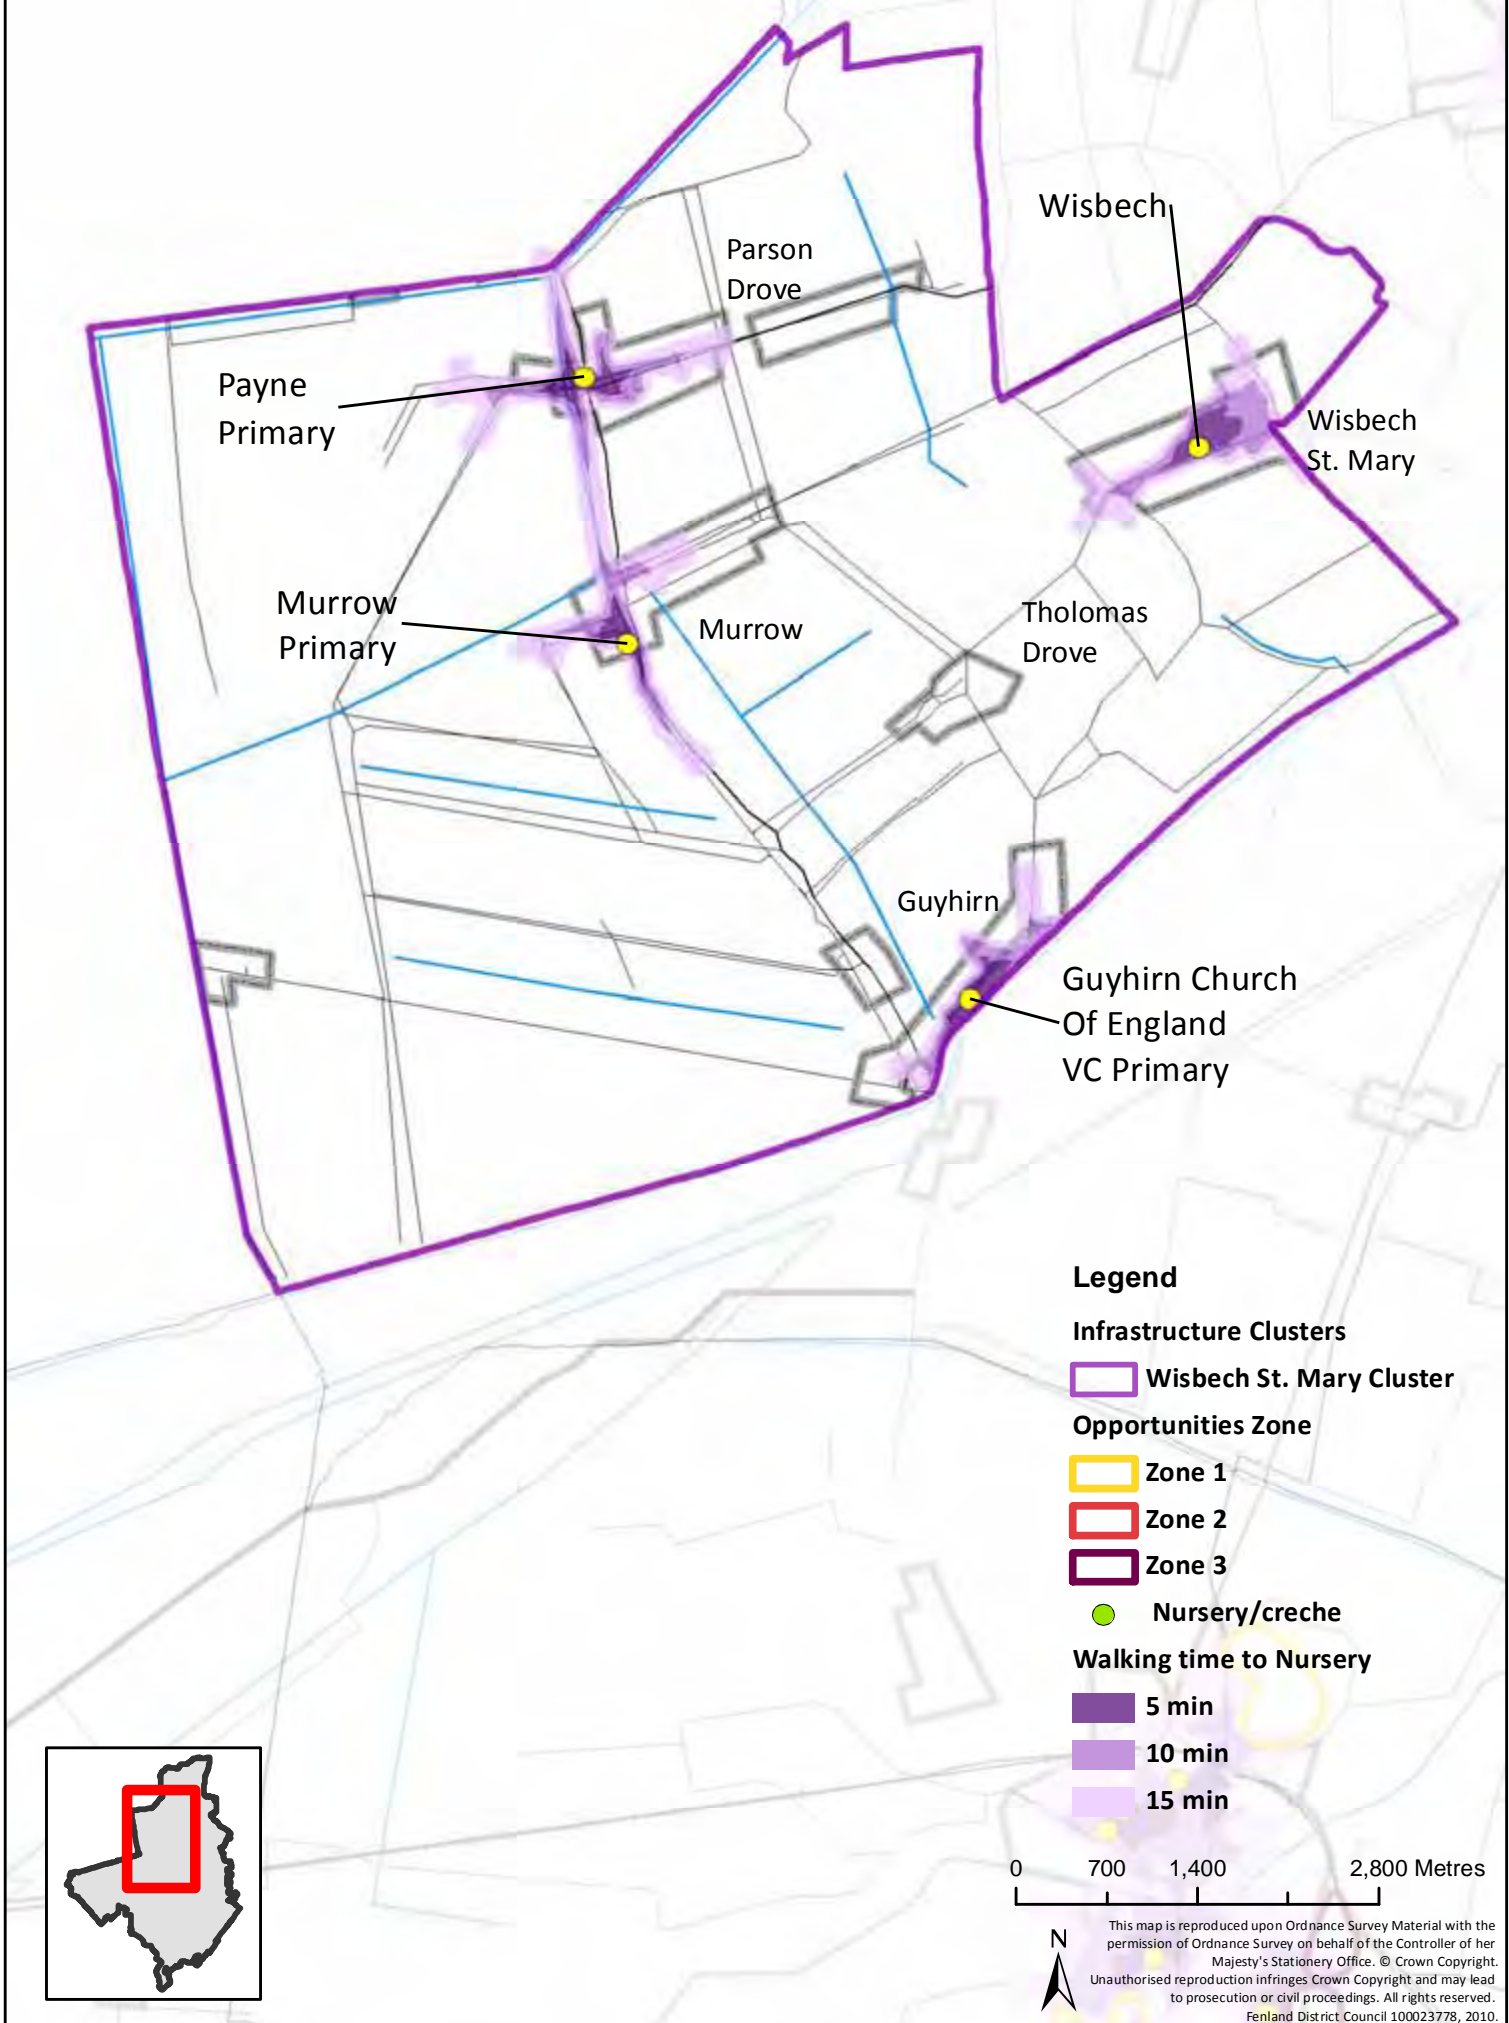 Wisbech
Parson
Drove
Payne
Primary
Wisbech
St. Mary
Murrow
Primary
Murrow
Tholomas
Drove
Guyhirn
Guyhirn Church
Of England
VC Primary
Legend
Infrastructure Clusters
Wisbech St. Mary Cluster
Opportunities Zone
Zone 1
Zone 2
Zone 3
Nursery/creche
Walking time to Nursery
5 min
10 min
15 min
0 700 1,400 2,800 Metres
N
This map is reproduced upon Ordnance Survey Material with the
permission of Ordnance Survey on behalf of the Controller of her
Majesty's Stationery Office. © Crown Copyright.
Unauthorised reproduction infringes Crown Copyright and may lead
to prosecution or civil proceedings. All rights reserved.
Fenland District Council 100023778, 2010.